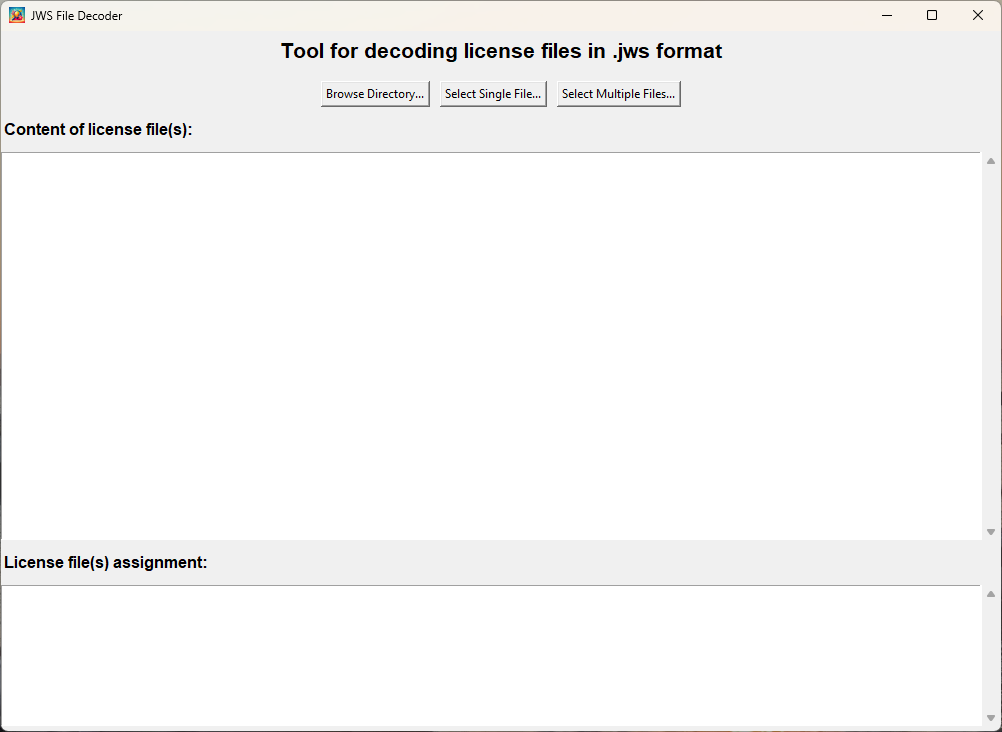 JWS File Decoder
Tool for decoding license files in .jws format
Browse Directory... Select Single File... Select Multiple Files...
Content of license file(s):
License file(s) assignment: